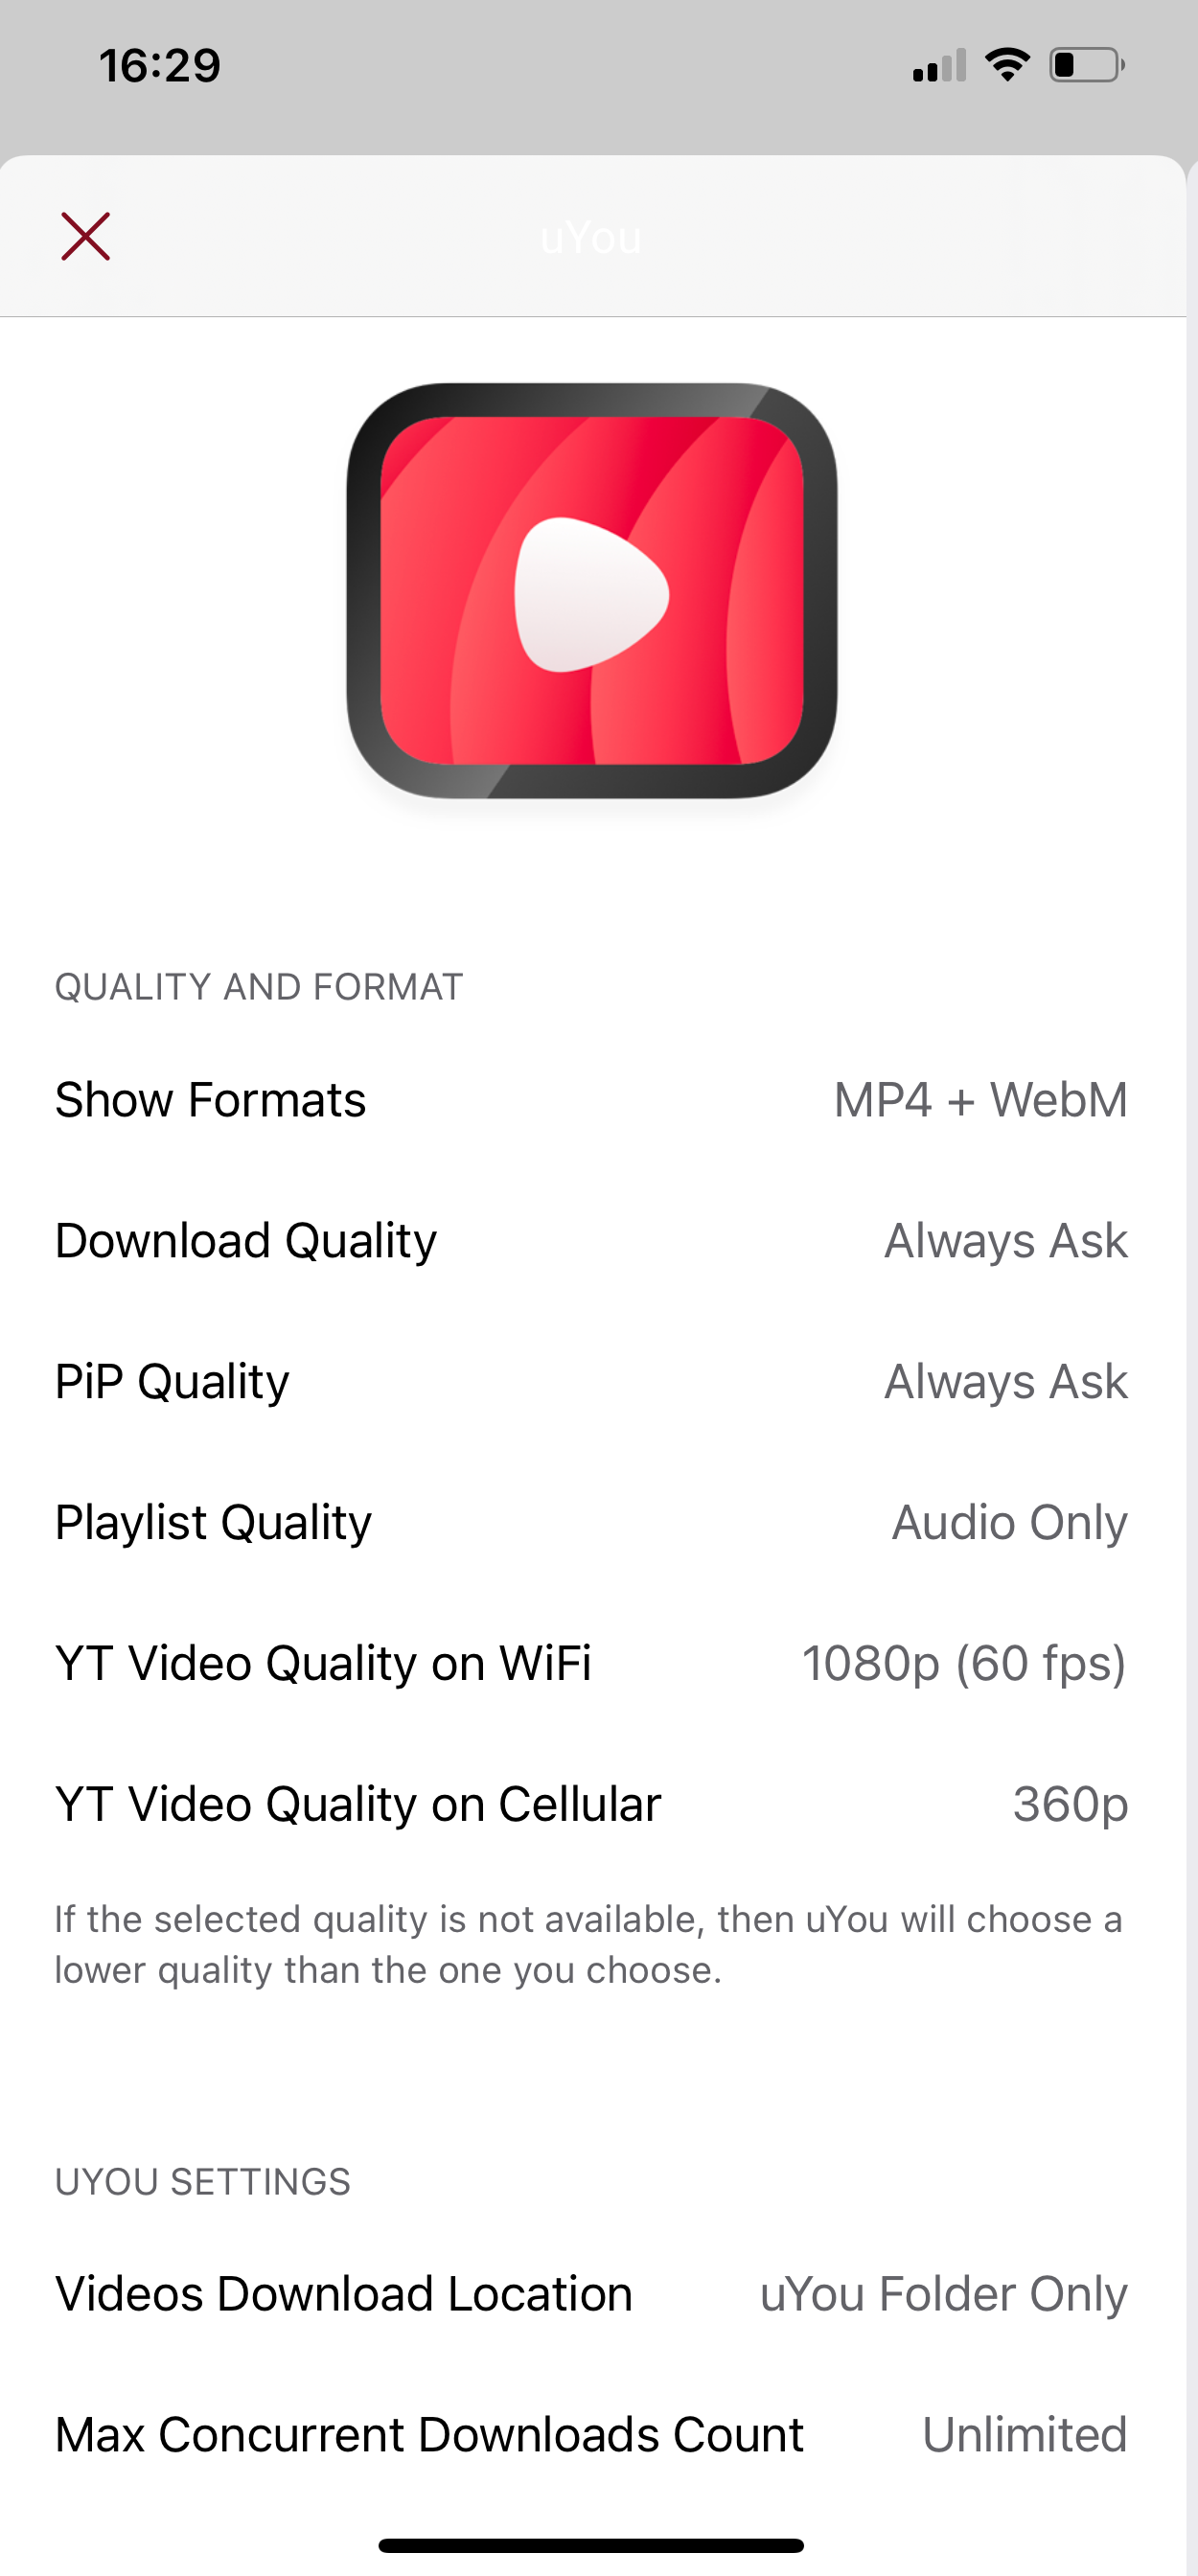 16:29
uYou
QUALITY AND FORMAT
Show Formats MP4 + WebM
Download Quality Always Ask
PiP Quality Always Ask
Playlist Quality Audio Only
YT Video Quality on WiFi 1080p (60 fps)
YT Video Quality on Cellular 360p
If the selected quality is not available, then uYou will choose a
lower quality than the one you choose.
UYOU SETTINGS
Videos Download Location uYou Folder Only
Max Concurrent Downloads Count Unlimited